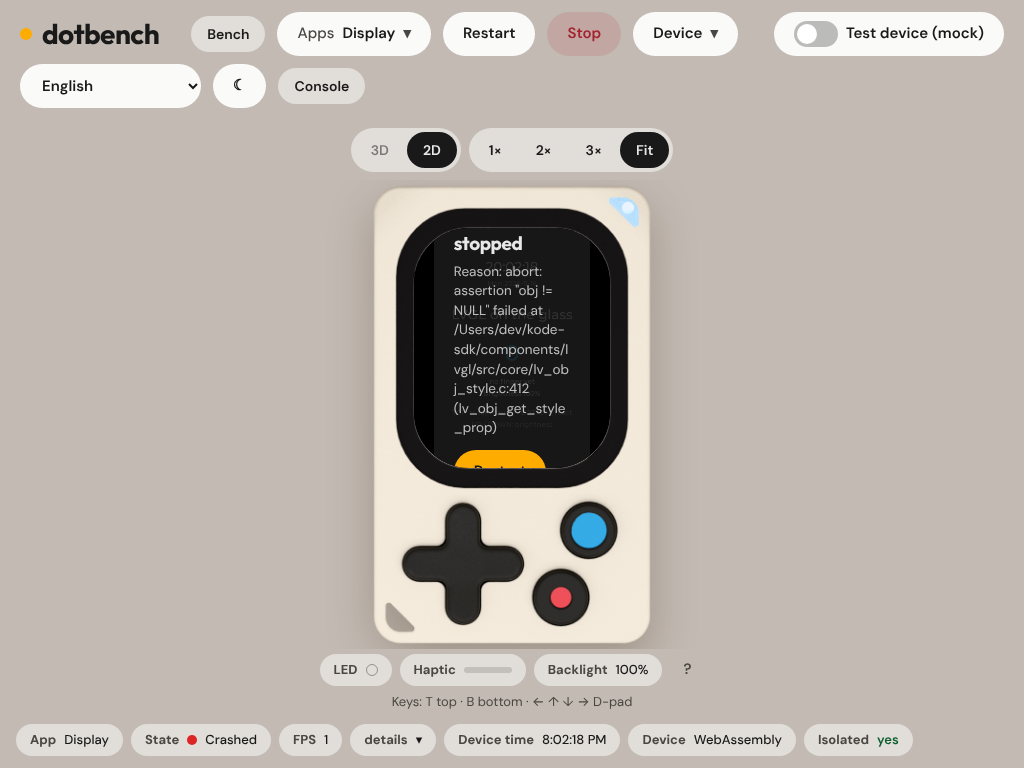 dotbench
Bench
Apps Display ▾
Restart
Stop
Device ▾
Test device (mock)
English
Console
3D
2D
1×
2×
3×
Fit
stopped
Reason: abort:
assertion "obj !=
NULL" failed at
/Users/dev/kode-
sdk/components/l
vgl/src/core/lv_ob
j_style.c:412
(lv_obj_get_style
_prop)
LED
Haptic
Backlight 100%
?
Keys: T top · B bottom · ← ↑ ↓ → D-pad
App Display
State Crashed
FPS 1
details ▾
Device time 8:02:18 PM
Device WebAssembly
Isolated yes